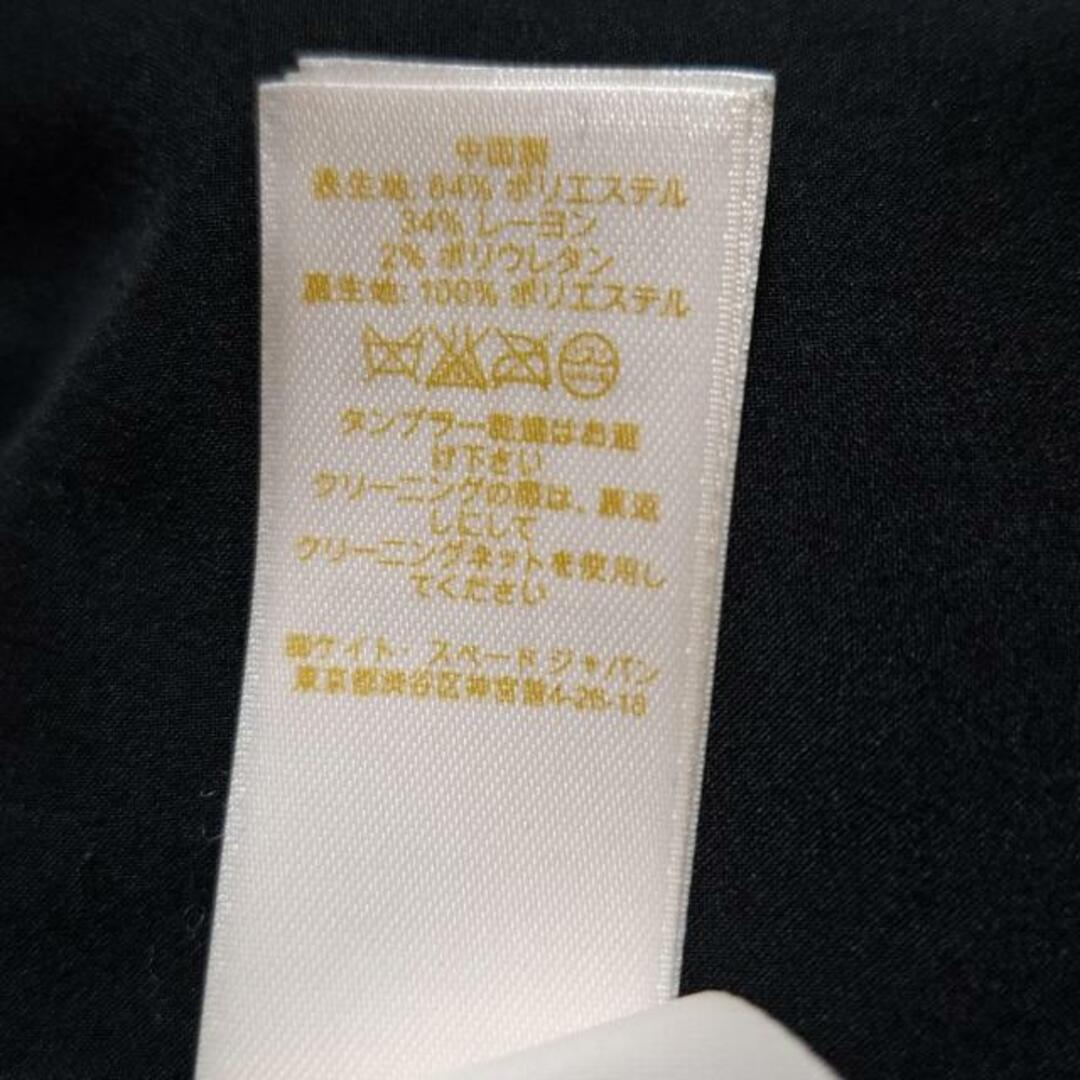 中国製
表生地: 64% ポリエステル
34% レーヨン
2% ポリウレタン
裏生地: 100% ポリエステル
タンブラー乾燥はお避
け下さい
クリーニングの際は、裏返
しにして
クリーニングネットを使用し
てください
㈱ケイト・スペード ジャパン
東京都渋谷区神宮前4-26-18